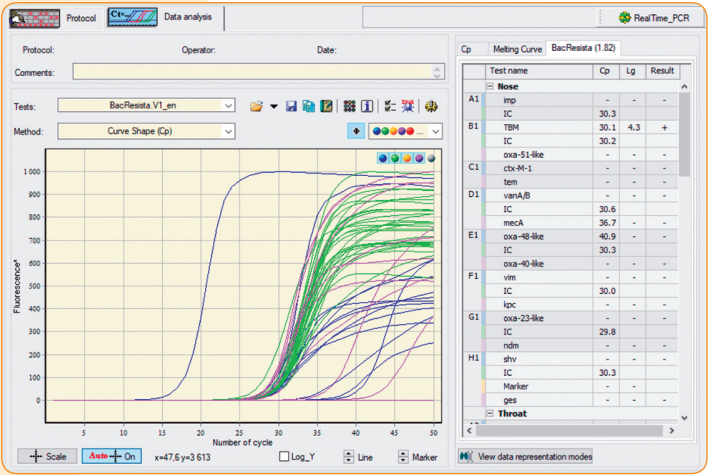 Protocol
Ct=...
Data analysis
RealTime_PCR
Protocol:
Operator:
Date:
Comments:
Tests:
BacResista.V1_en
DNA
Method:
Curve Shape (Cp)
...
Fluorescence*
1 000
900
800
700
600
500
400
300
200
100
0
5 10 15 20 25 30 35 40 45 50
Number of cycle
Scale
Auto On
x=47,6 y=3 613
Log_Y
Line
Marker
Cp Melting Curve BacResista (1.82)
Test name Cp Lg Result
Nose
A1 imp - - -
IC 30.3
B1 TBM 30.1 4.3 +
IC 30.2
oxa-51-like - - -
C1 ctx-M-1 - - -
tem - - -
D1 vanA/B - - -
IC 30.6
mecA 36.7 - -
E1 oxa-48-like 40.9 - -
IC 30.3
oxa-40-like - - -
F1 vim - - -
IC 30.0
kpc - - -
G1 oxa-23-like - - -
IC 29.8
ndm - - -
H1 shv - - -
IC 30.3
Marker - -
ges - - -
Throat
View data representation modes